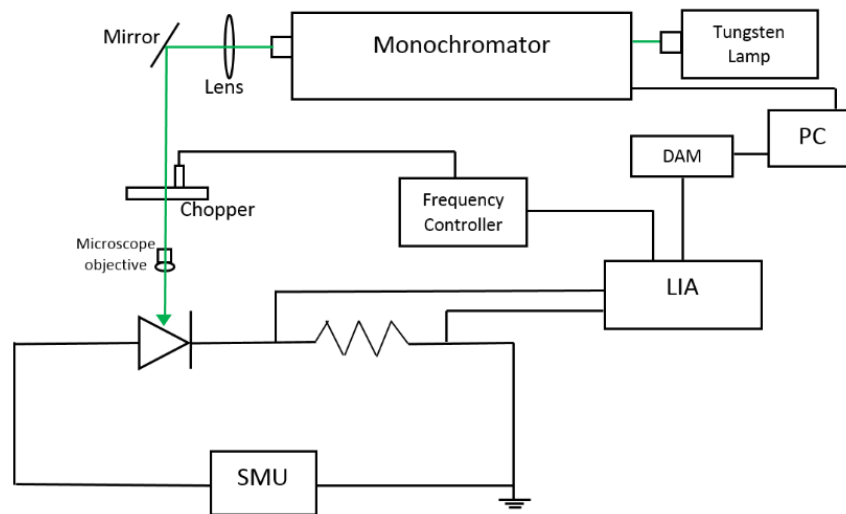 Mirror
Lens
Monochromator
Tungsten
Lamp
PC
DAM
Chopper
Frequency
Controller
Microscope
objective
LIA
SMU